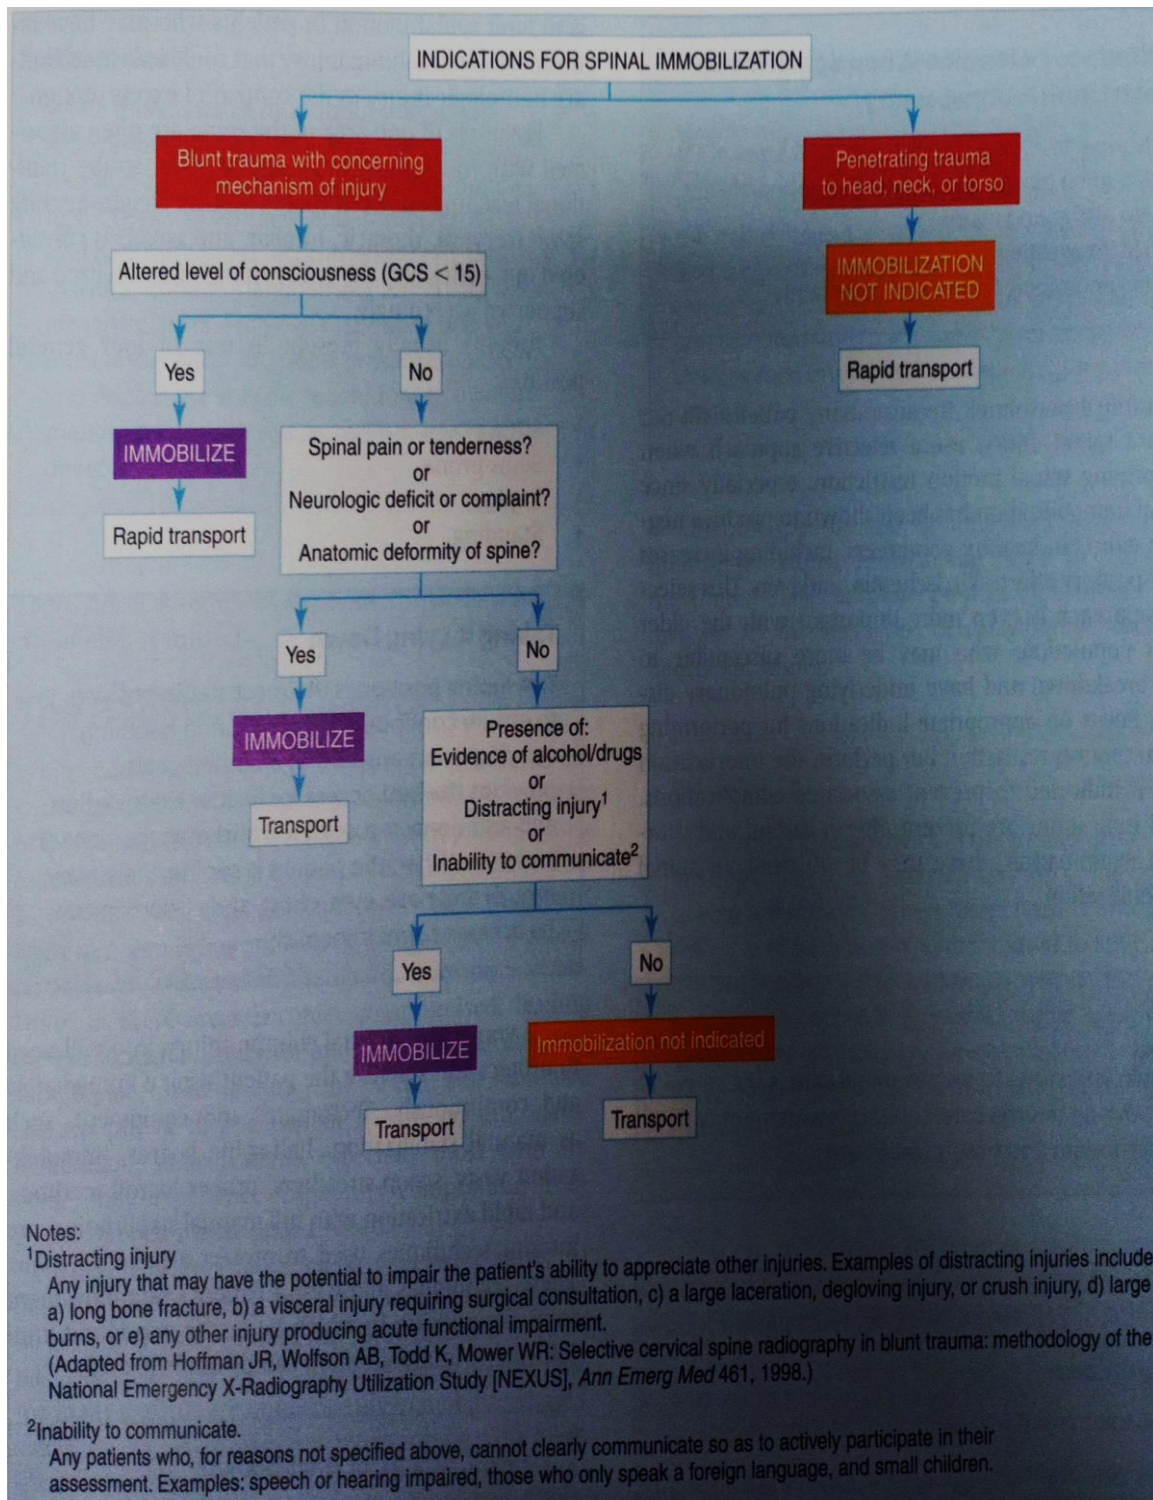 INDICATIONS FOR SPINAL IMMOBILIZATION
Blunt trauma with concerning
mechanism of injury
Penetrating trauma
to head, neck, or torso
Altered level of consciousness (GCS < 15)
IMMOBILIZATION
NOT INDICATED
Rapid transport
Yes
No
IMMOBILIZE
Rapid transport
Spinal pain or tenderness?
or
Neurologic deficit or complaint?
or
Anatomic deformity of spine?
Yes
No
IMMOBILIZE
Transport
Presence of:
Evidence of alcohol/drugs
or
Distracting injury¹
or
Inability to communicate²
Yes
No
IMMOBILIZE
Immobilization not indicated
Transport
Transport
Notes:
¹Distracting injury
Any injury that may have the potential to impair the patient's ability to appreciate other injuries. Examples of distracting injuries include
a) long bone fracture, b) a visceral injury requiring surgical consultation, c) a large laceration, degloving injury, or crush injury, d) large
burns, or e) any other injury producing acute functional impairment.
(Adapted from Hoffman JR, Wolfson AB, Todd K, Mower WR: Selective cervical spine radiography in blunt trauma: methodology of the
National Emergency X-Radiography Utilization Study [NEXUS], Ann Emerg Med 461, 1998.)
²Inability to communicate.
Any patients who, for reasons not specified above, cannot clearly communicate so as to actively participate in their
assessment. Examples: speech or hearing impaired, those who only speak a foreign language, and small children.